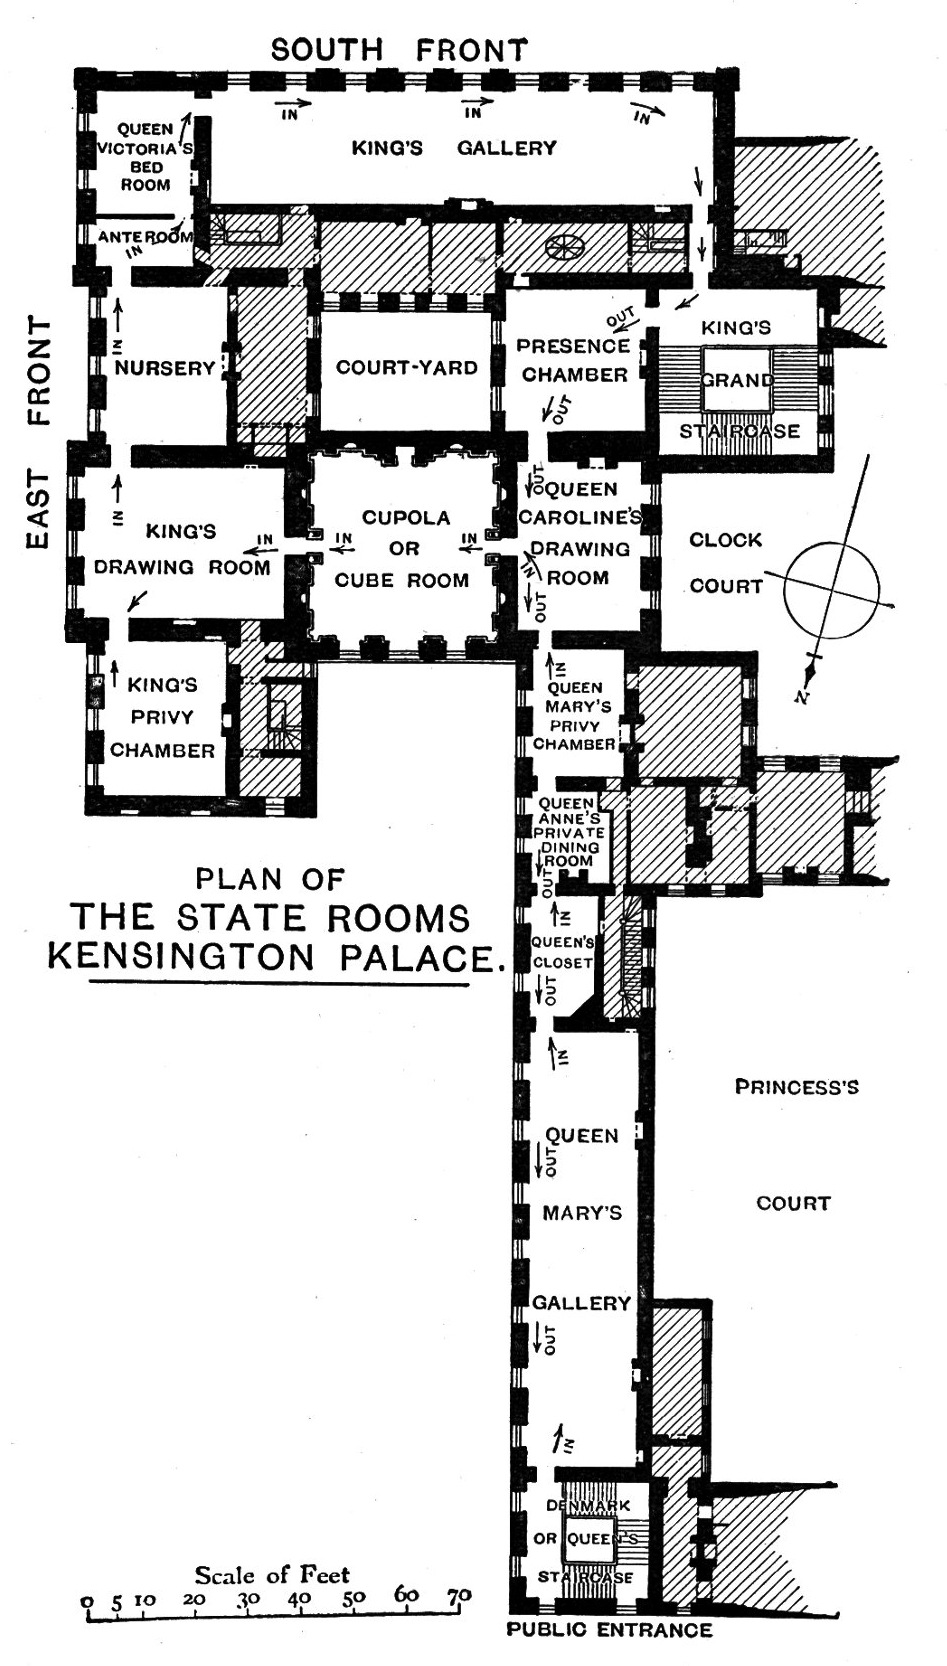 SOUTH FRONT
IN
IN
IN
QUEEN
VICTORIA'S
BED
ROOM
KING'S GALLERY
ANTEROOM
IN
EAST FRONT
IN
NURSERY
COURT-YARD
OUT
PRESENCE
CHAMBER
OUT
KING'S
GRAND
STAIRCASE
IN
KING'S
DRAWING ROOM
IN
CUPOLA
OR
CUBE ROOM
IN
IN
OUT
QUEEN
CAROLINE'S
DRAWING
ROOM
IN
OUT
CLOCK
COURT
N
KING'S
PRIVY
CHAMBER
IN
QUEEN
MARY'S
PRIVY
CHAMBER
QUEEN
ANNE'S
PRIVATE
DINING
ROOM
OUT
IN
QUEEN'S
CLOSET
OUT
PLAN OF
THE STATE ROOMS
KENSINGTON PALACE.
IN
QUEEN
OUT
MARY'S
GALLERY
OUT
IN
PRINCESS'S
COURT
DENMARK
OR QUEEN'S
STAIRCASE
PUBLIC ENTRANCE
Scale of Feet
0 5 10 20 30 40 50 60 70